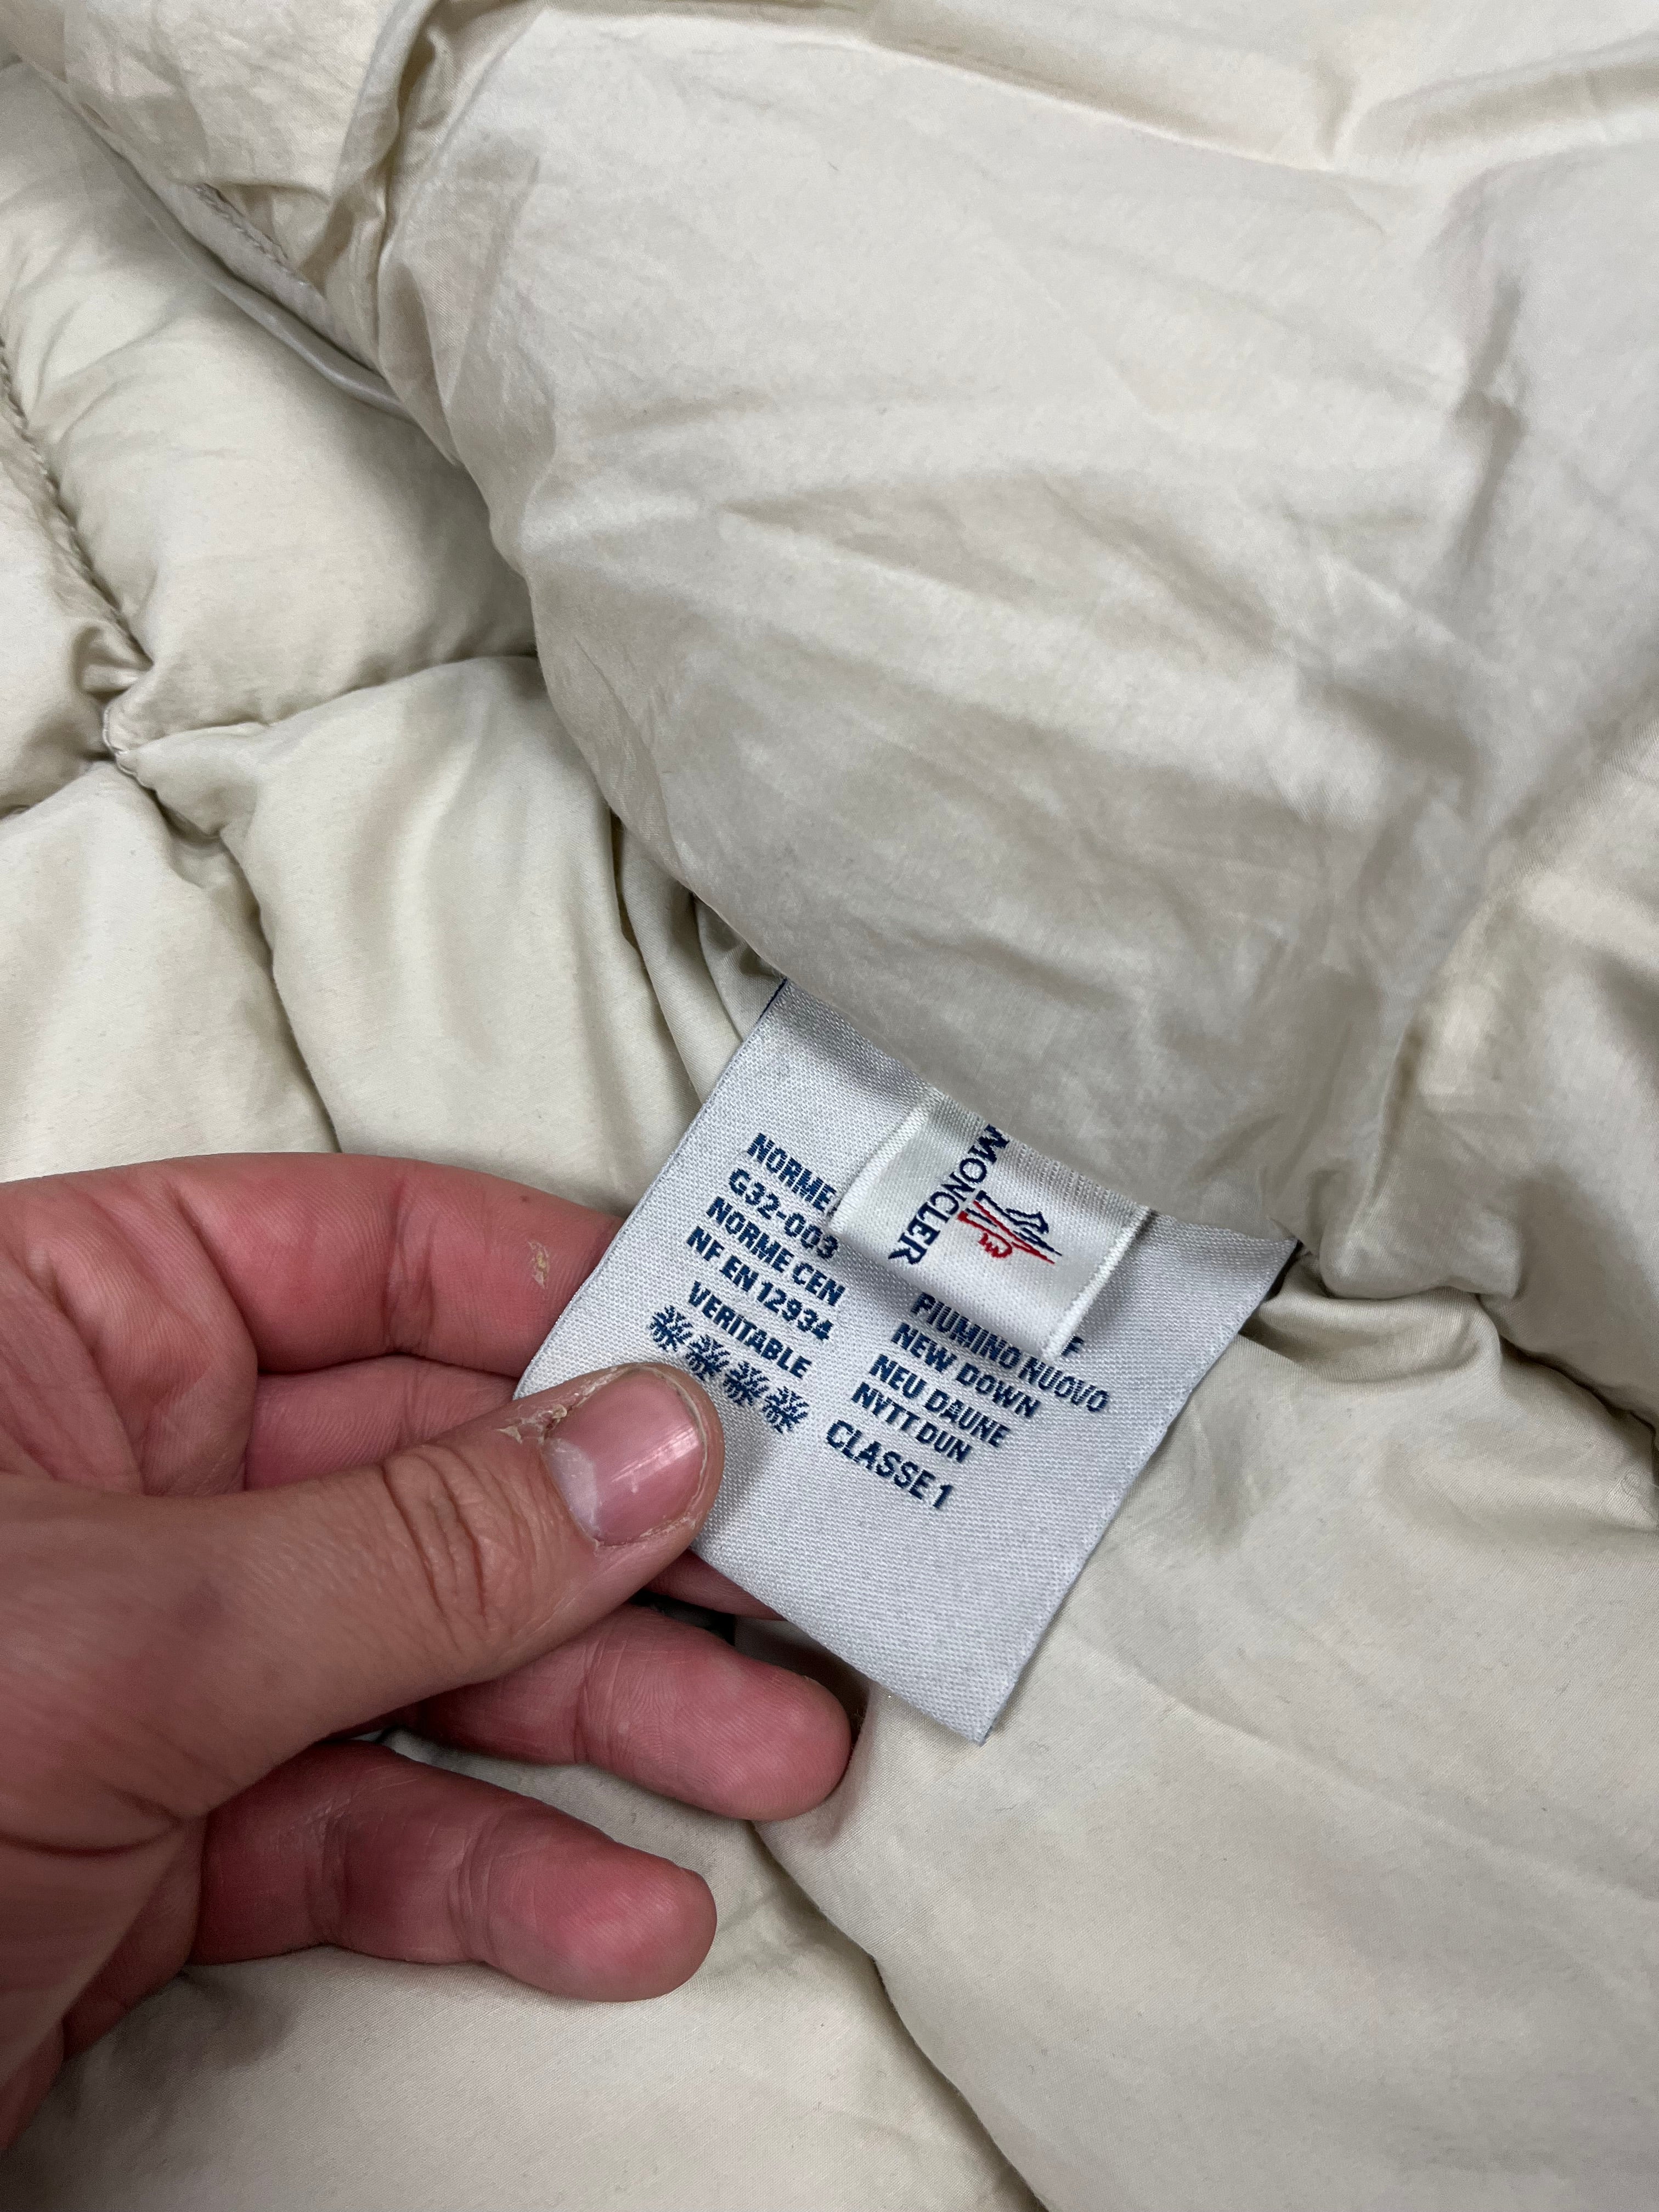 MONCLER
NORME
G32-003
NORME CEN
NF EN 12934
VERITABLE
PIUMINO NUOVO
NEW DOWN
NEU DAUNE
NYTT DUN
CLASSE 1